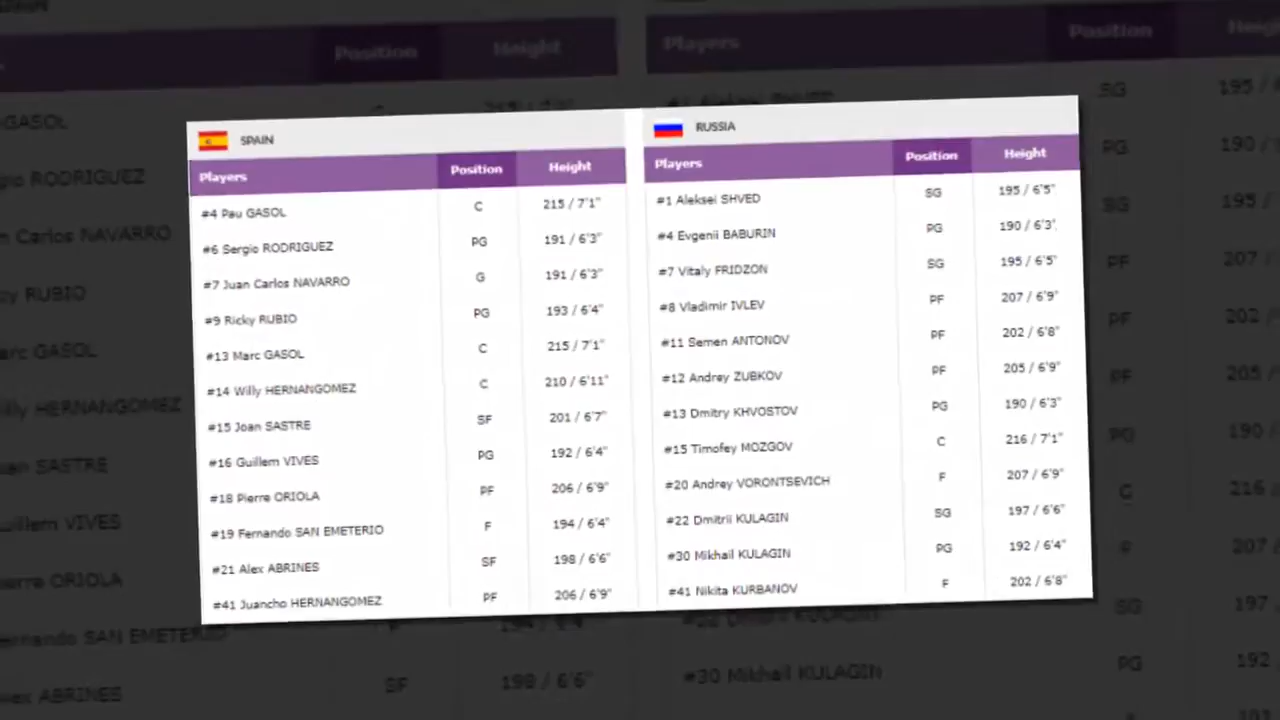 SPAIN
Players Position Height
#4 Pau GASOL C 215 / 7'1"
#6 Sergio RODRIGUEZ PG 191 / 6'3"
#7 Juan Carlos NAVARRO G 191 / 6'3"
#9 Ricky RUBIO PG 193 / 6'4"
#13 Marc GASOL C 215 / 7'1"
#14 Willy HERNANGOMEZ C 210 / 6'11"
#15 Joan SASTRE SF 201 / 6'7"
#16 Guillem VIVES PG 192 / 6'4"
#18 Pierre ORIOLA PF 206 / 6'9"
#19 Fernando SAN EMETERIO F 194 / 6'4"
#21 Alex ABRINES SF 198 / 6'6"
#41 Juancho HERNANGOMEZ PF 206 / 6'9"
RUSSIA
Players Position Height
#1 Aleksei SHVED SG 195 / 6'5"
#4 Evgenii BABURIN PG 190 / 6'3"
#7 Vitaly FRIDZON SG 195 / 6'5"
#8 Vladimir IVLEV PF 207 / 6'9"
#11 Semen ANTONOV PF 202 / 6'8"
#12 Andrey ZUBKOV PF 205 / 6'9"
#13 Dmitry KHVOSTOV PG 190 / 6'3"
#15 Timofey MOZGOV C 216 / 7'1"
#20 Andrey VORONTSEVICH F 207 / 6'9"
#22 Dmitrii KULAGIN SG 197 / 6'6"
#30 Mikhail KULAGIN PG 192 / 6'4"
#41 Nikita KURBANOV F 202 / 6'8"